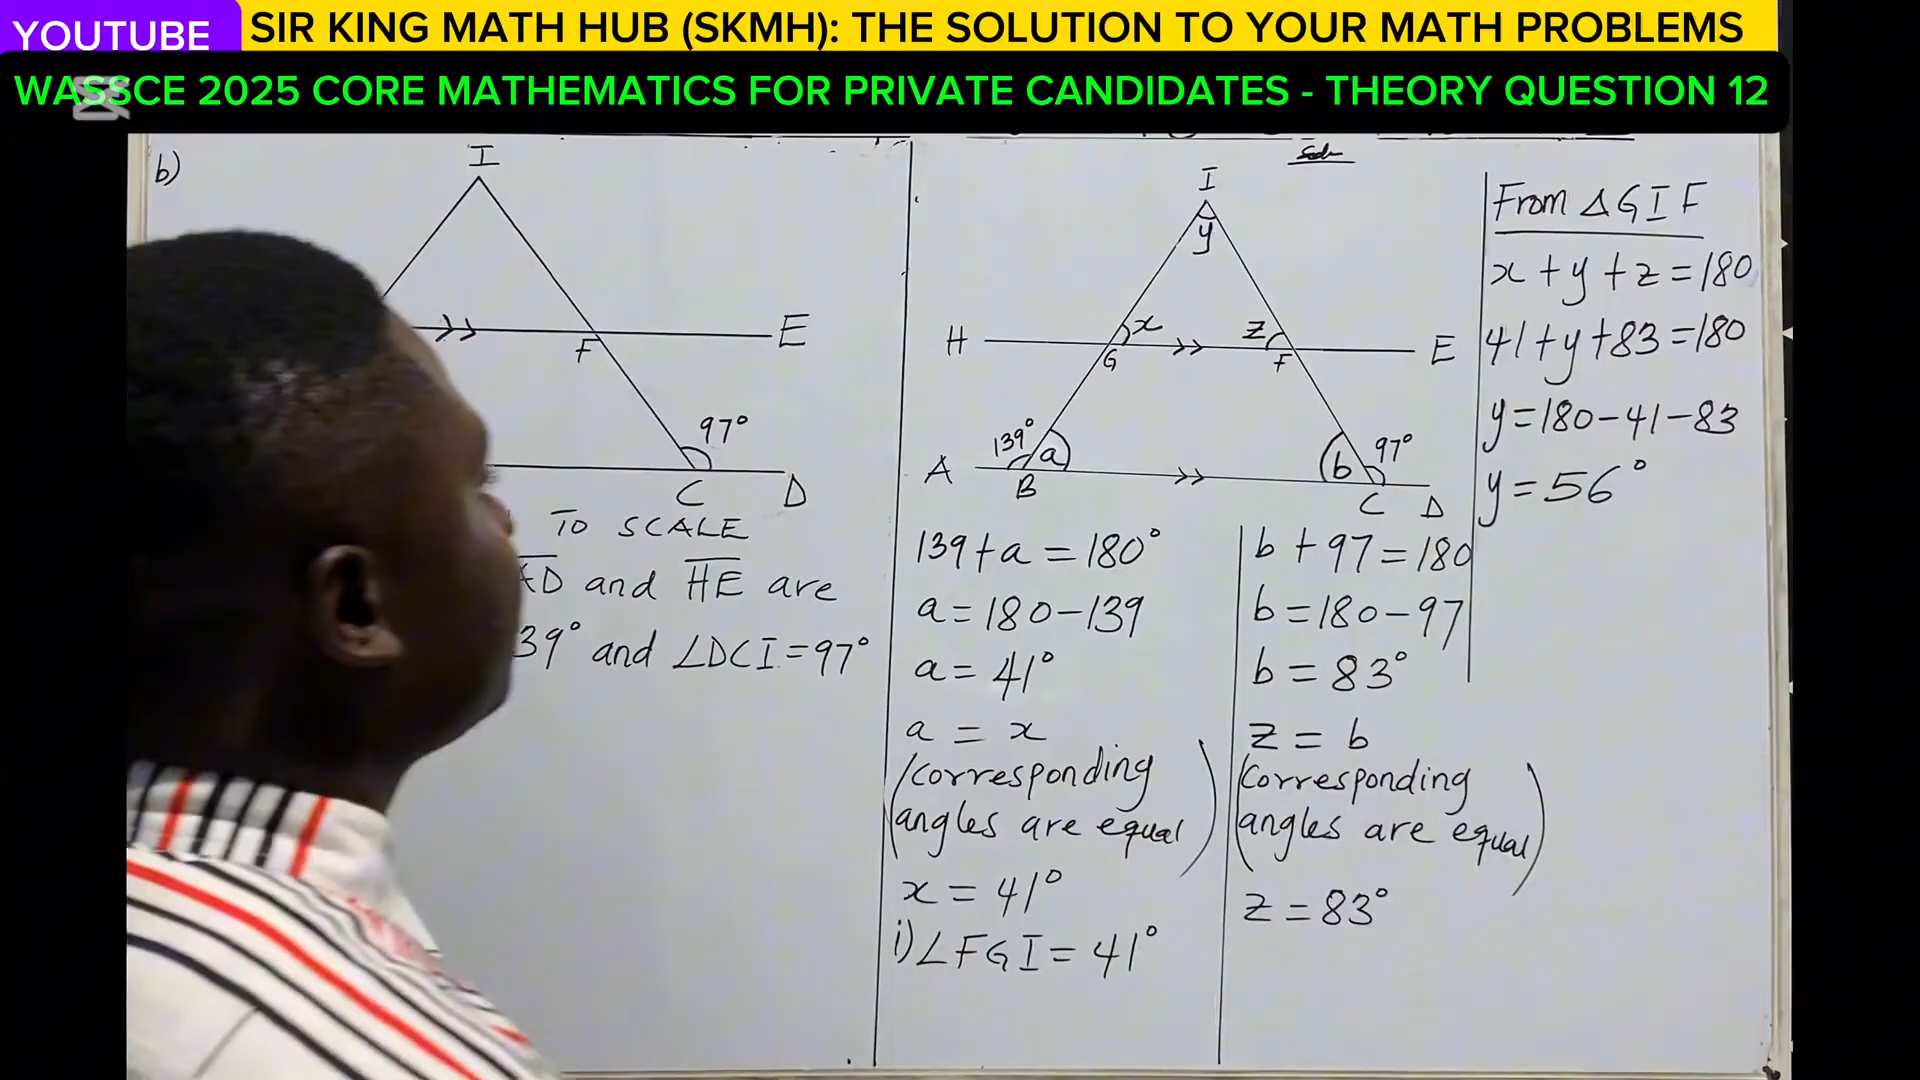 YOUTUBE
SIR KING MATH HUB (SKMH): THE SOLUTION TO YOUR MATH PROBLEMS
WASSCE 2025 CORE MATHEMATICS FOR PRIVATE CANDIDATES - THEORY QUESTION 12
b)
I
E
F
97°
C D
TO SCALE
AD and HE are
39° and ∠DCI=97°
Soln
I
y
H x z E
G F
139° a b 97°
A B C D
139+a=180°
a=180-139
a=41°
a = x
(corresponding
angles are equal)
x=41°
i)∠FGI=41°
b+97=180
b=180-97
b=83°
z=b
(corresponding
angles are equal)
z=83°
From △GIF
x+y+z=180
41+y+83=180
y=180-41-83
y=56°